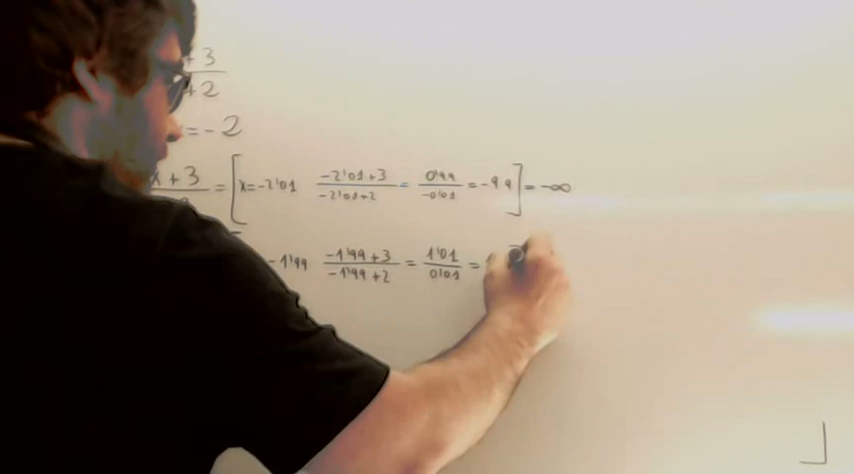 + 3
+ 2
= - 2
x + 3 = [ x=-2'01 -2'01+3 / -2'01+2 = 0'99 / -0'01 = -99 ] = -∞
-1'99 -1'99+3 / -1'99+2 = 1'01 / 0'01 =
]